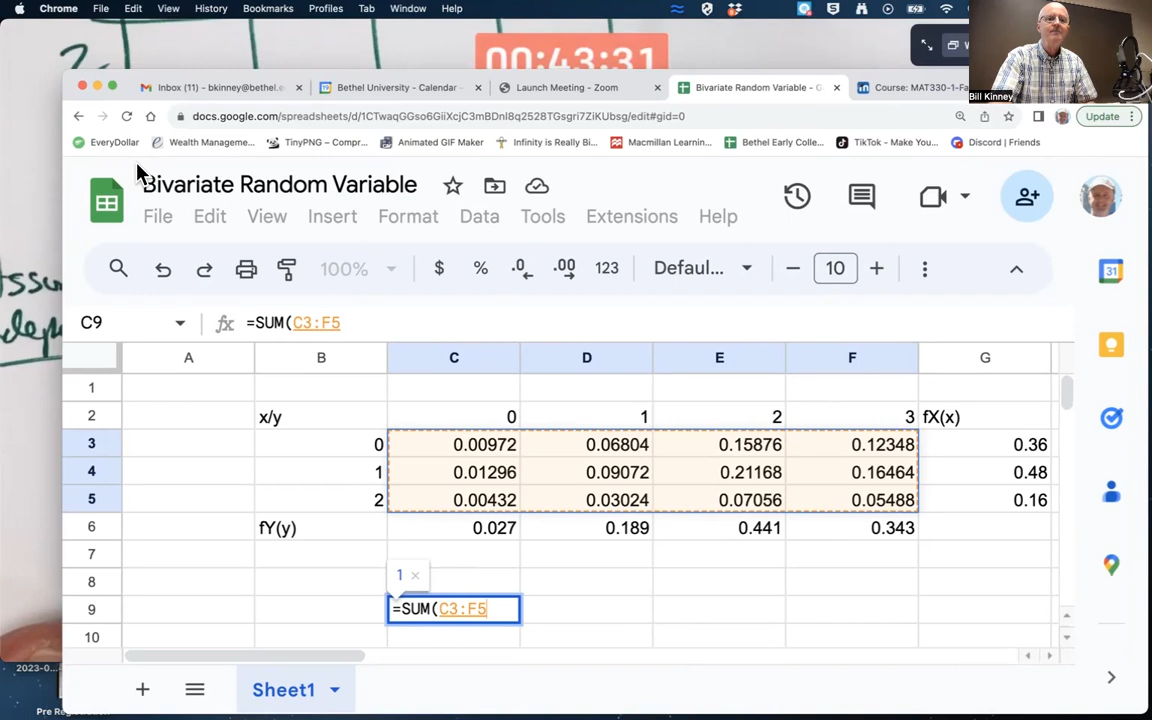 Chrome File Edit View History Bookmarks Profiles Tab Window Help
00:43:31
Inbox (11) - bkinney@bethel.e
Bethel University - Calendar -
Launch Meeting - Zoom
Bivariate Random Variable - G
Course: MAT330-1-Fa
Bill Kinney
docs.google.com/spreadsheets/d/1CTwaqGGso6GiiXcjC3mBDnI8q2528TGsgri7ZiKUbsg/edit#gid=0
Update
EveryDollar
Wealth Manageme...
TinyPNG – Compr...
Animated GIF Maker
Infinity is Really Bi...
Macmillan Learnin...
Bethel Early Colle...
TikTok - Make You...
Discord | Friends
Bivariate Random Variable
File Edit View Insert Format Data Tools Extensions Help
100% $ % .0 .00 123 Defaul... 10
31
C9 fx =SUM(C3:F5
A B C D E F G
1
2 x/y 0 1 2 3 fX(x)
3 0 0.00972 0.06804 0.15876 0.12348 0.36
4 1 0.01296 0.09072 0.21168 0.16464 0.48
5 2 0.00432 0.03024 0.07056 0.05488 0.16
6 fY(y) 0.027 0.189 0.441 0.343
7
8 1 ×
9 =SUM(C3:F5
10
Sheet1
2023-0...
Pre Re